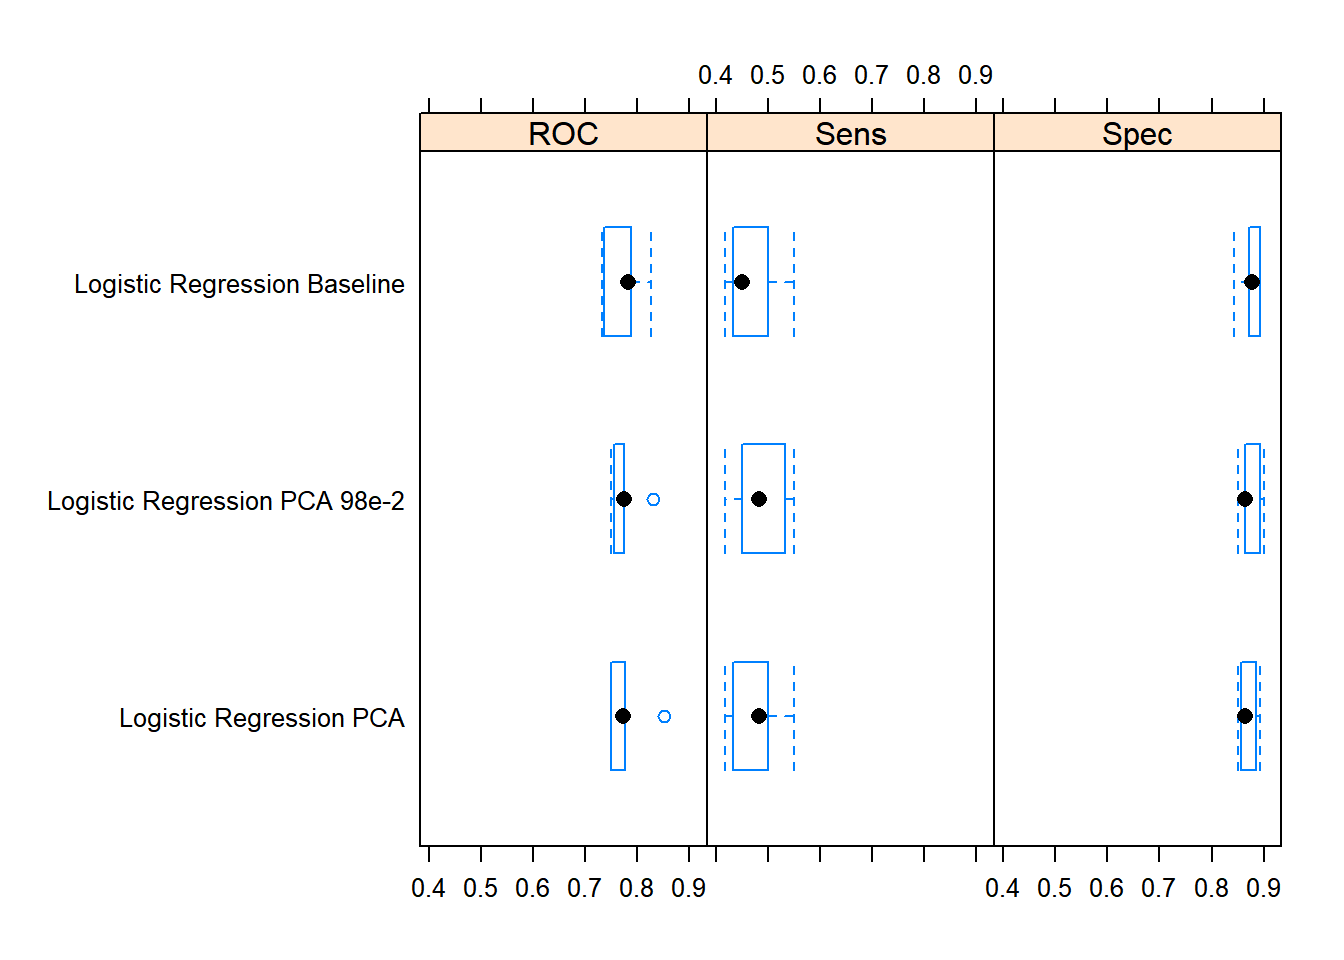 0.4 0.5 0.6 0.7 0.8 0.9
ROC Sens Spec
Logistic Regression Baseline
Logistic Regression PCA 98e-2
Logistic Regression PCA
0.4 0.5 0.6 0.7 0.8 0.9 0.4 0.5 0.6 0.7 0.8 0.9